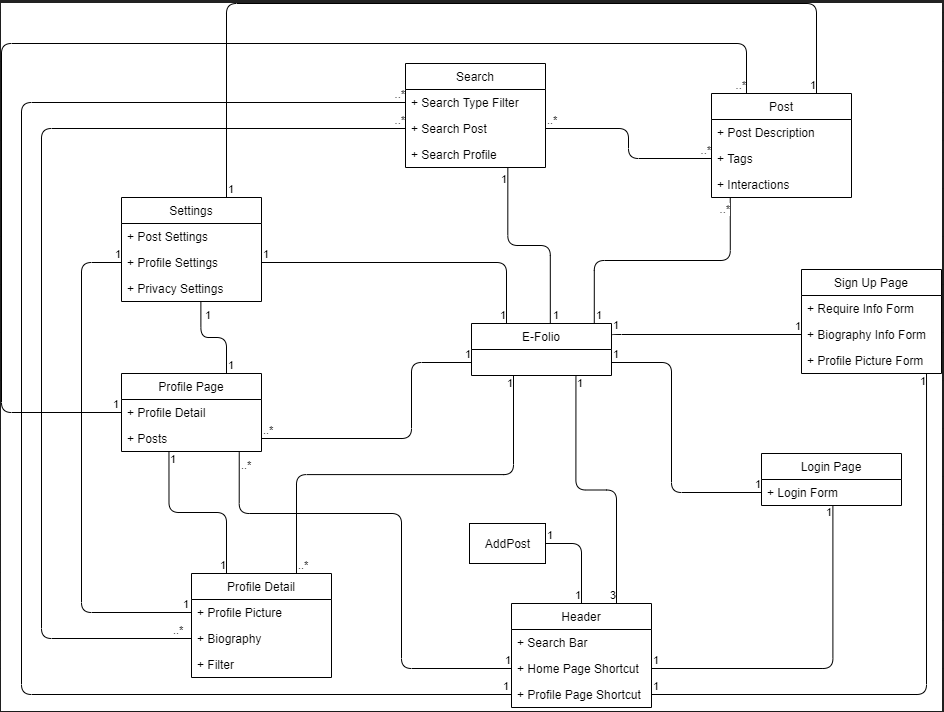 Search
+ Search Type Filter
+ Search Post
+ Search Profile
..*
..*
..*
1
Post
+ Post Description
+ Tags
+ Interactions
..*
1
..*
..*
Settings
+ Post Settings
+ Profile Settings
+ Privacy Settings
1
1
1
1
Sign Up Page
+ Require Info Form
+ Biography Info Form
+ Profile Picture Form
1
1
E-Folio
1
1
1
1
1
1
1
1
Profile Page
+ Profile Detail
+ Posts
1
1
..*
1
..*
Login Page
+ Login Form
1
1
AddPost
1
Profile Detail
+ Profile Picture
+ Biography
+ Filter
1
..*
1
..*
Header
+ Search Bar
+ Home Page Shortcut
+ Profile Page Shortcut
1
3
1
1
1
1